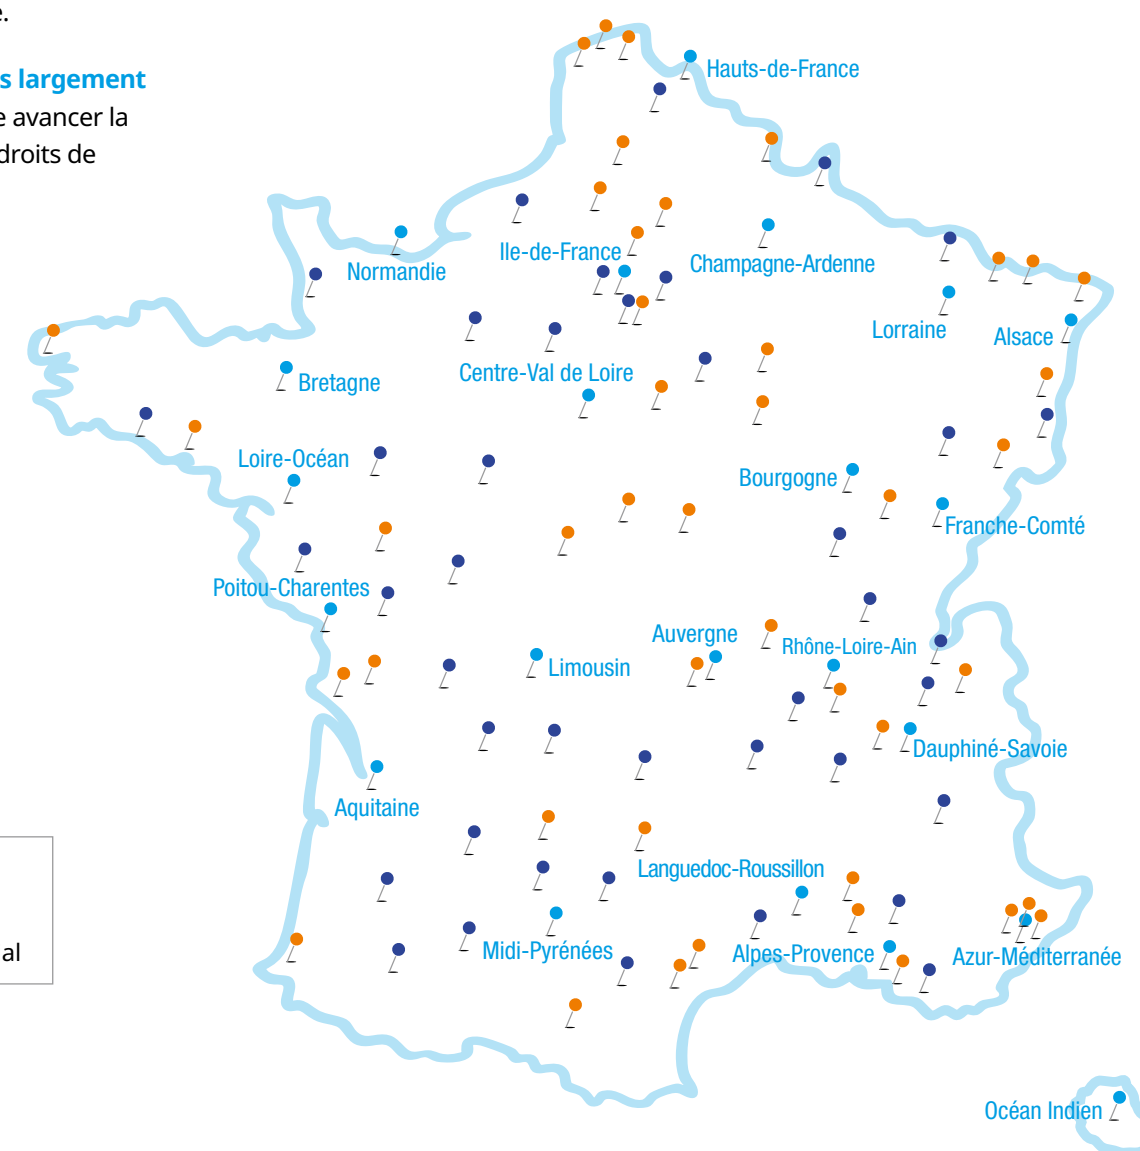 e.
s largement
e avancer la
droits de
Hauts-de-France
Ile-de-France
Normandie
Champagne-Ardenne
Lorraine
Alsace
Bretagne
Centre-Val de Loire
Loire-Océan
Bourgogne
Franche-Comté
Poitou-Charentes
Auvergne
Rhône-Loire-Ain
Limousin
Dauphiné-Savoie
Aquitaine
Languedoc-Roussillon
Midi-Pyrénées
Alpes-Provence
Azur-Méditerranée
al
Océan Indien